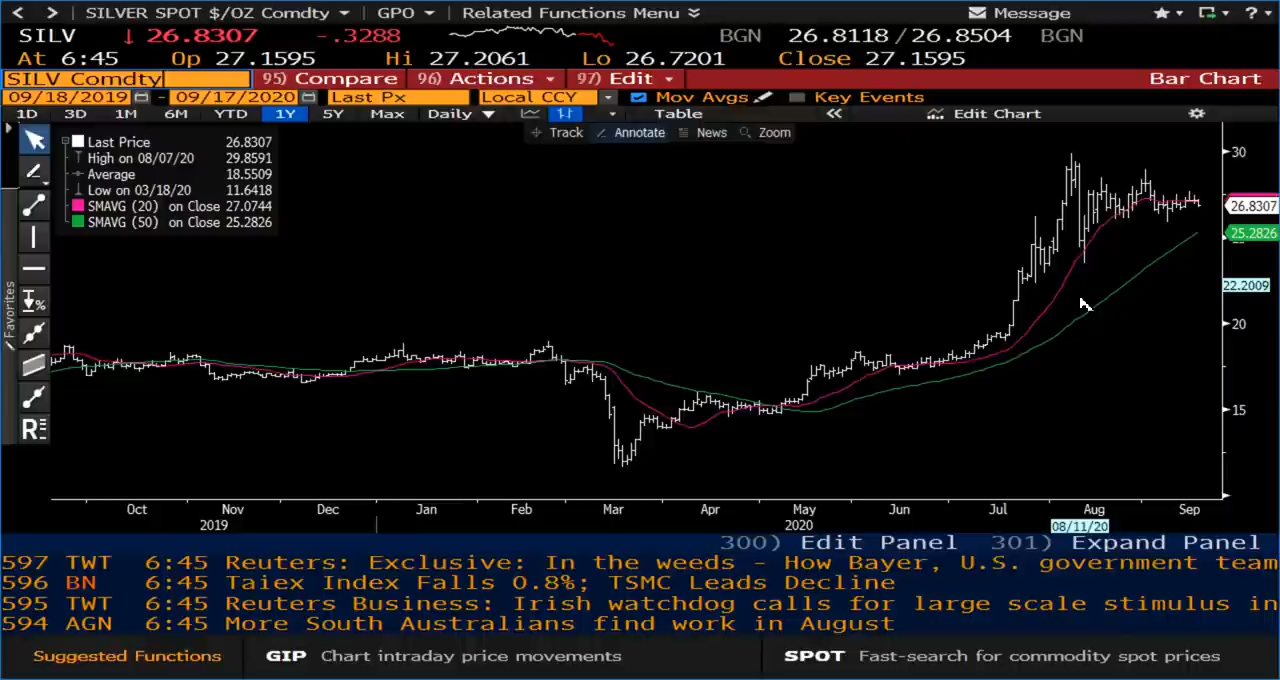 < > SILVER SPOT $/OZ Comdty GPO Related Functions Menu Message ?
SILV ↓ 26.8307 -.3288 BGN 26.8118/26.8504 BGN
At 6:45 Op 27.1595 Hi 27.2061 Lo 26.7201 Close 27.1595
SILV Comdty 95) Compare 96) Actions 97) Edit Bar Chart
09/18/2019 - 09/17/2020 Last Px Local CCY Mov Avgs Key Events
1D 3D 1M 6M YTD 1Y 5Y Max Daily Table Edit Chart
Track Annotate News Zoom
Last Price 26.8307
High on 08/07/20 29.8591
Average 18.5509
Low on 03/18/20 11.6418
SMAVG (20) on Close 27.0744
SMAVG (50) on Close 25.2826
Favorites
%
R
30
26.8307
25.2826
22.2009
20
15
Oct Nov Dec Jan Feb Mar Apr May Jun Jul Aug Sep
2019 2020 08/11/20
300) Edit Panel 301) Expand Panel
597 TWT 6:45 Reuters: Exclusive: In the weeds - How Bayer, U.S. government team
596 BN 6:45 Taiex Index Falls 0.8%; TSMC Leads Decline
595 TWT 6:45 Reuters Business: Irish watchdog calls for large scale stimulus in
594 AGN 6:45 More South Australians find work in August
Suggested Functions GIP Chart intraday price movements SPOT Fast-search for commodity spot prices